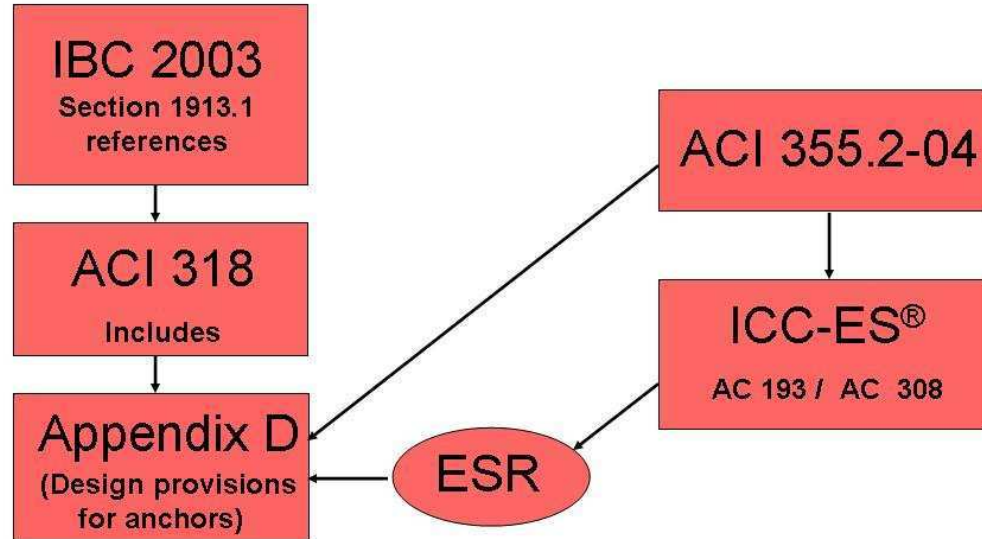 IBC 2003
Section 1913.1
references
ACI 318
Includes
Appendix D
(Design provisions
for anchors)
ACI 355.2-04
ICC-ES®
AC 193 / AC 308
ESR